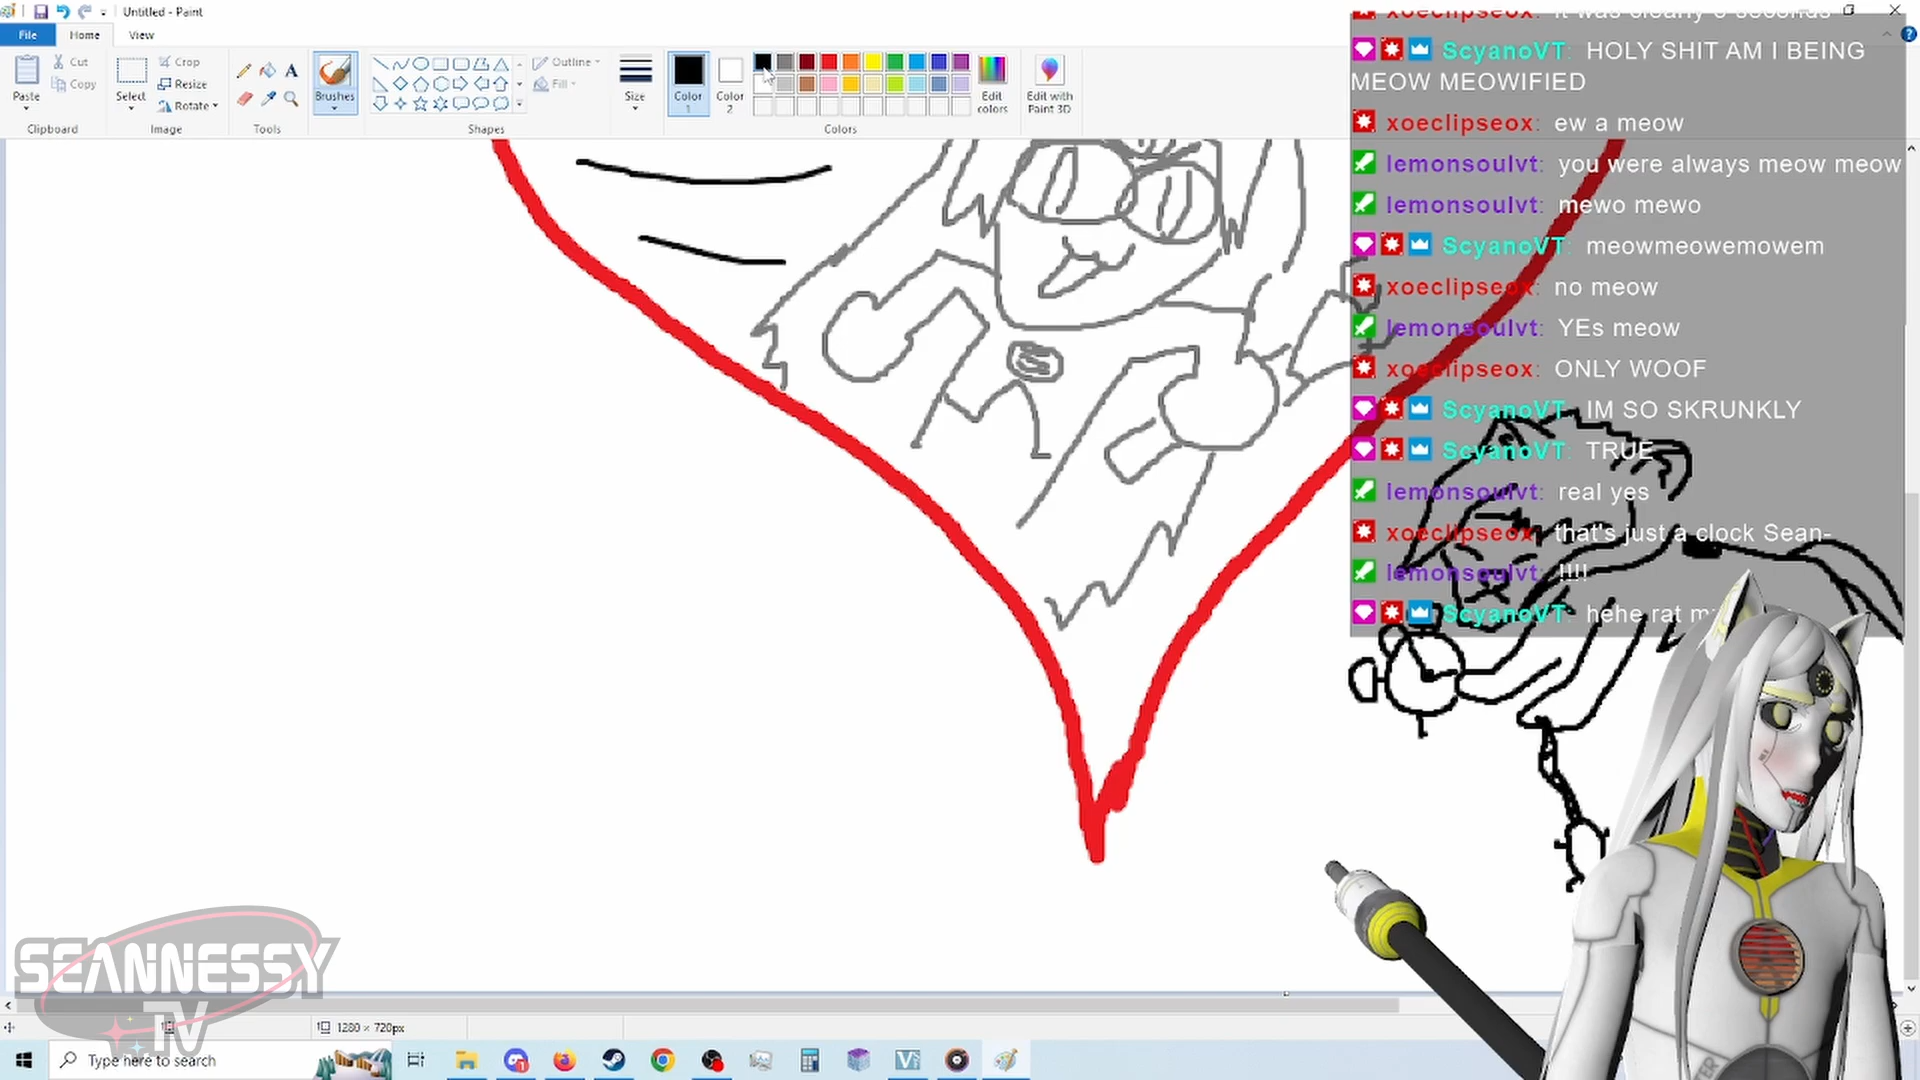 Untitled - Paint
File Home View
Paste
Cut
Copy
Clipboard
Select
Crop
Resize
Rotate
Image
Tools
Brushes
Shapes
Outline
Fill
Size
Color 1
Color 2
Edit colors
Edit with Paint 3D
Colors
xoeclipseox: it was clearly
ScyanoVT: HOLY SHIT AM I BEING
MEOW MEOWIFIED
xoeclipseox: ew a meow
lemonsoulvt: you were always meow meow
lemonsoulvt: mewo mewo
ScyanoVT: meowmeowemowem
xoeclipseox: no meow
lemonsoulvt: YEs meow
xoeclipseox: ONLY WOOF
ScyanoVT: IM SO SKRUNKLY
ScyanoVT: TRUE
lemonsoulvt: real yes
xoeclipseox: that's just a clock Sean-
lemonsoulvt: !!!!
ScyanoVT: hehe rat
SEANNESSY
TV
1280 × 720px
Type here to search